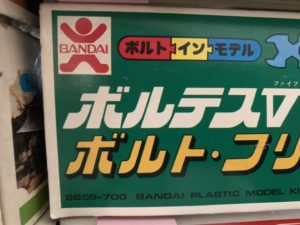 BANDAI
ボルト イン モデル
ファイブ
ボルテスV
ボルト・フリ
8659-700 BANDAI PLASTIC MODEL K